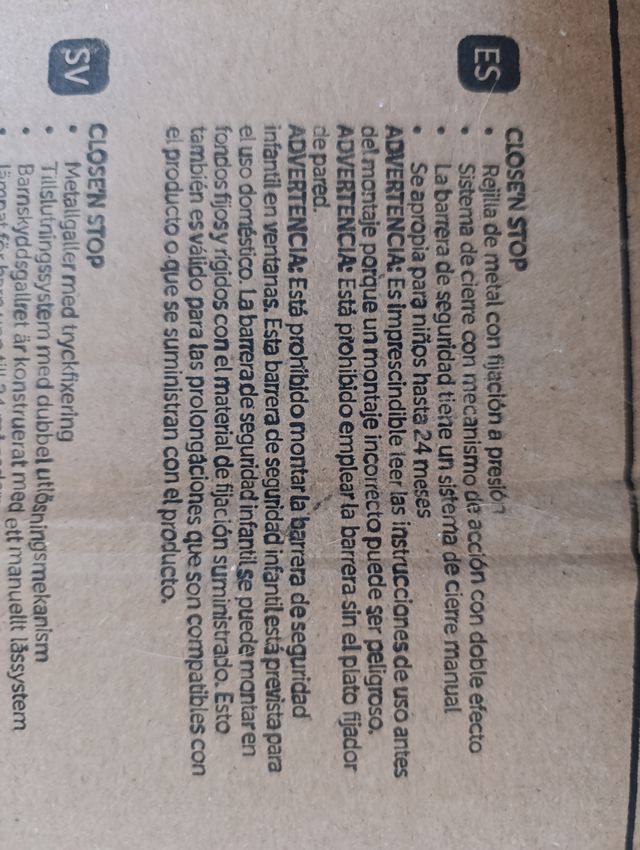 ES
CLOSE'N STOP
• Rejilla de metal con fijación a presión
• Sistema de cierre con mecanismo de acción con doble efecto
• La barrera de seguridad tiene un sistema de cierre manual
• Se apropia para niños hasta 24 meses
ADVERTENCIA: Es imprescindible leer las instrucciones de uso antes
del montaje porque un montaje incorrecto puede ser peligroso.
ADVERTENCIA: Está prohibido emplear la barrera sin el plato fijador
de pared.
ADVERTENCIA: Está prohibido montar la barrera de seguridad
infantil en ventanas. Esta barrera de seguridad infantil está prevista para
el uso doméstico. La barrera de seguridad infantil se puede montar en
fondos fijos y rígidos con el material de fijación suministrado. Esto
también es válido para las prolongaciones que son compatibles con
el producto o que se suministran con el producto.
SV
CLOSE'N STOP
• Metallgaller med tryckfixering
• Tillslutningssystem med dubbel utlösningsmekanism
• Barnskyddsgallret är konstruerat med ett manuellt låssystem